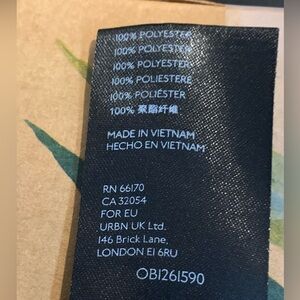 100% POLYESTER
100% POLYESTER
100% POLYESTER
100% POLIESTERE
100% POLIÉSTER
100% 聚酯纤维
MADE IN VIETNAM
HECHO EN VIETNAM
RN 66170
CA 32054
FOR EU
URBN UK Ltd.
146 Brick Lane,
LONDON E1 6RU
OB1261590